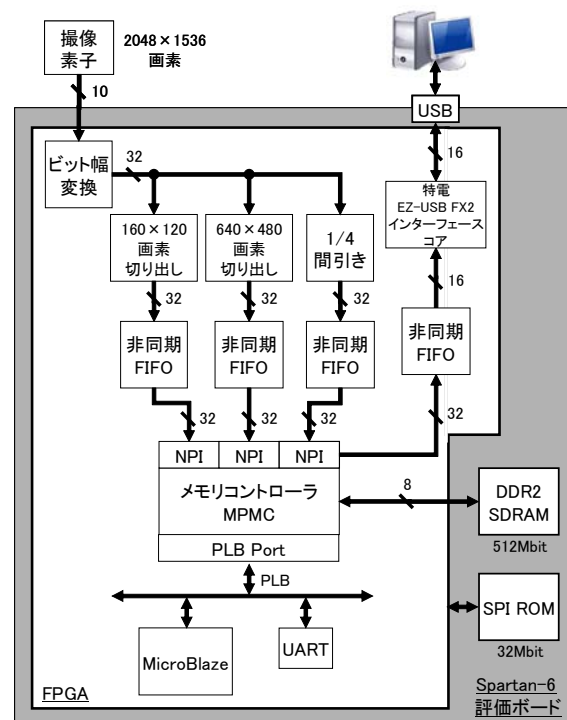 撮像
素子
2048×1536
画素
10
USB
16
ビット幅
変換
32
特電
EZ-USB FX2
インターフェース
コア
160×120
画素
切り出し
640×480
画素
切り出し
1/4
間引き
32
32
32
16
非同期
FIFO
非同期
FIFO
非同期
FIFO
非同期
FIFO
32
32
32
32
NPI
NPI
NPI
メモリコントローラ
MPMC
8
DDR2
SDRAM
512Mbit
PLB Port
PLB
SPI ROM
32Mbit
MicroBlaze
UART
FPGA
Spartan-6
評価ボード